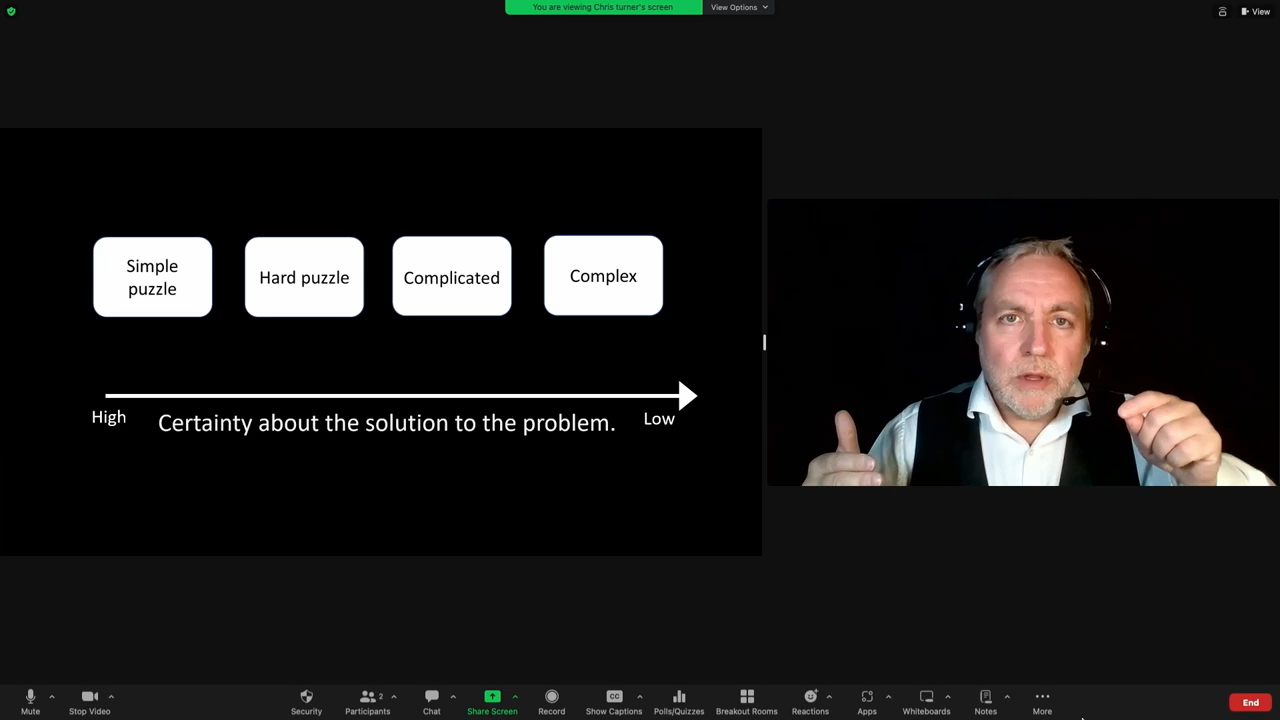 You are viewing Chris turner's screen
View Options
View
Simple
puzzle
Hard puzzle
Complicated
Complex
High
Certainty about the solution to the problem.
Low
Mute
Stop Video
Security
Participants
2
Chat
Share Screen
Record
CC
Show Captions
Polls/Quizzes
Breakout Rooms
Reactions
Apps
Whiteboards
Notes
More
End